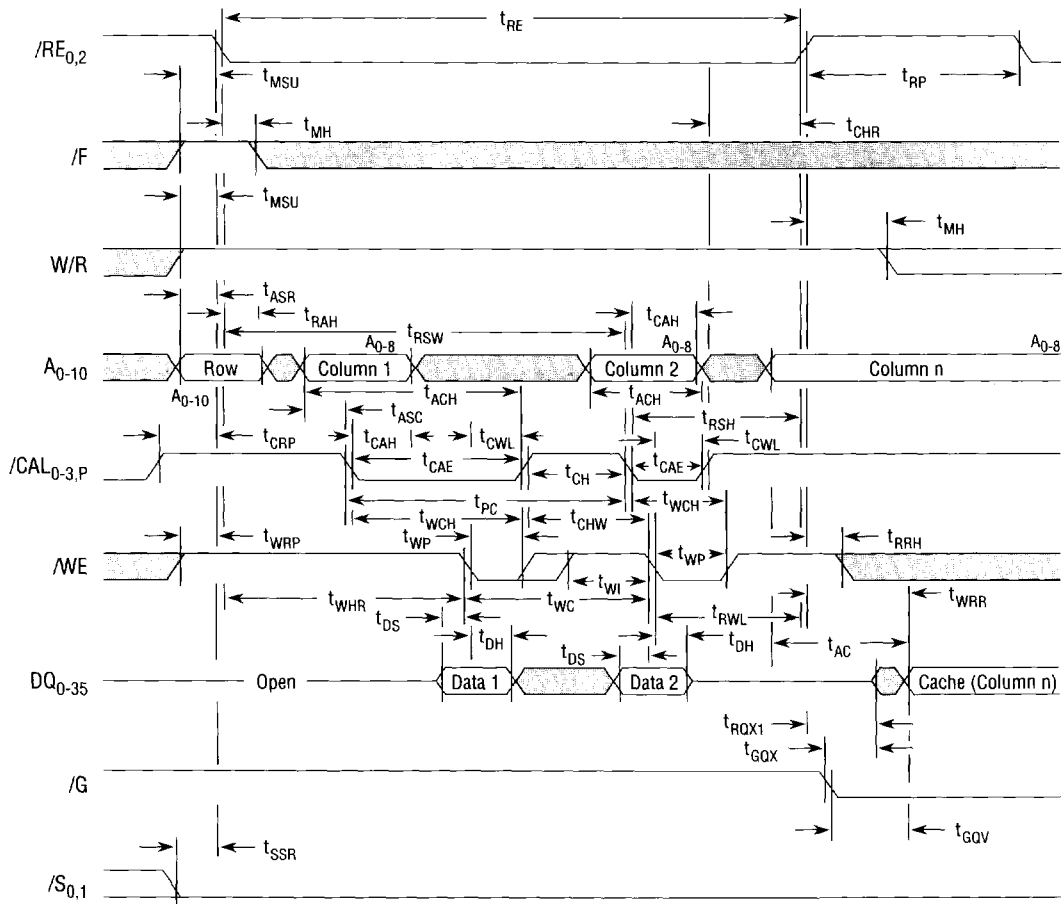 t_RE
/RE_0,2
t_MSU
t_RP
t_MH
t_CHR
/F
t_MSU
t_MH
W/R
t_ASR
t_RAH
t_RSW
t_CAH
A_0-8
A_0-8
A_0-8
A_0-10
Row
Column 1
Column 2
Column n
A_0-10
t_ACH
t_ACH
t_ASC
t_RSH
t_CRP
t_CAH
t_CWL
t_CWL
/CAL_0-3,P
t_CAE
t_CH
t_CAE
t_PC
t_WCH
t_WCH
t_CHW
t_WRP
t_WP
t_WP
t_RRH
/WE
t_WI
t_WHR
t_WC
t_WRR
t_DS
t_RWL
t_DH
t_DS
t_DH
t_AC
DQ_0-35
Open
Data 1
Data 2
Cache (Column n)
t_RQX1
t_GQX
/G
t_GQV
t_SSR
/S_0,1